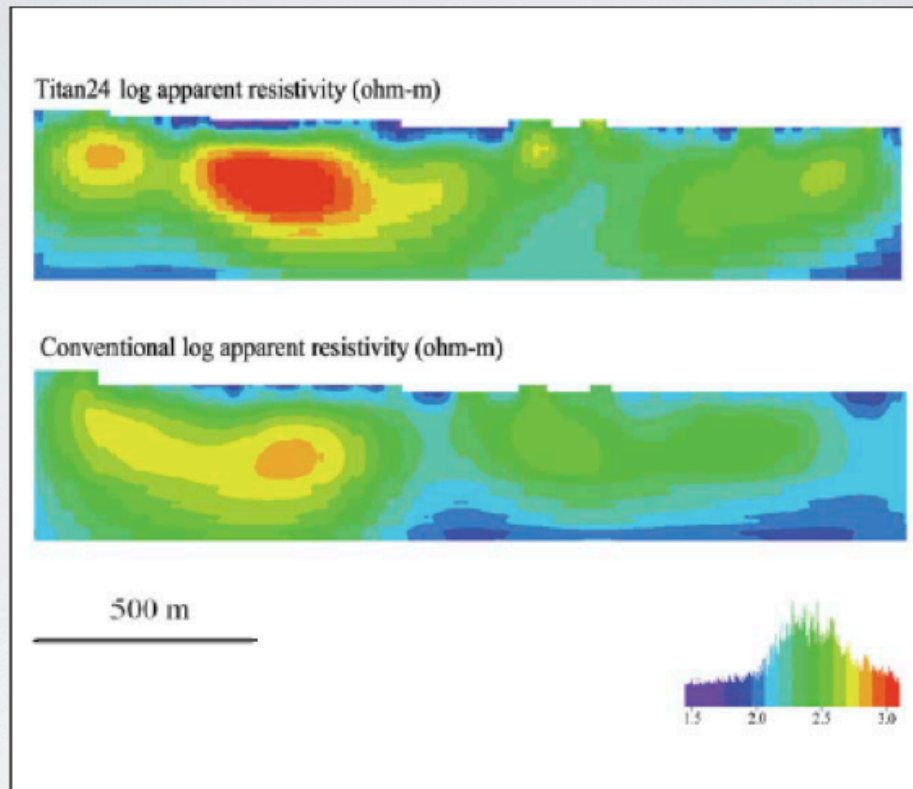 Titan24 log apparent resistivity (ohm-m)
Conventional log apparent resistivity (ohm-m)
500 m
1.5 2.0 2.5 3.0